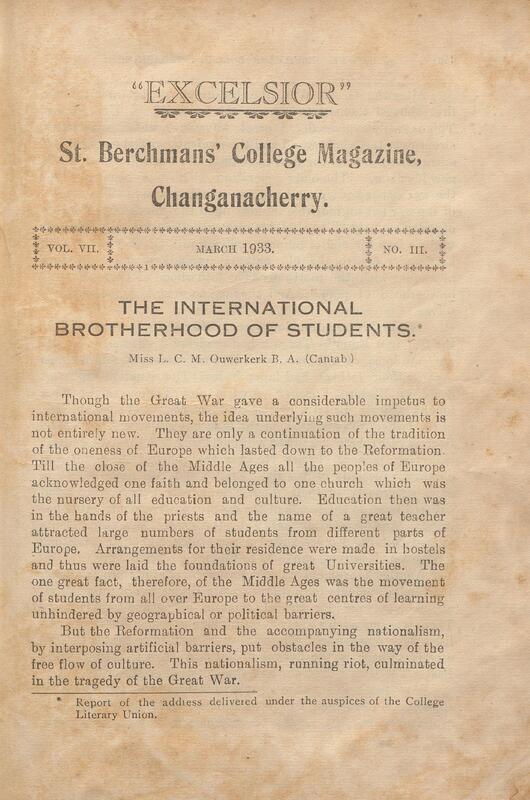 "EXCELSIOR"
St. Berchmans' College Magazine,
Changanacherry.
VOL. VII.
MARCH 1933.
NO. III.
THE INTERNATIONAL
BROTHERHOOD OF STUDENTS.*
Miss L. C. M. Ouwerkerk B. A. (Cantab)
Though the Great War gave a considerable impetus to
international movements, the idea underlying such movements is
not entirely new. They are only a continuation of the tradition
of the oneness of Europe which lasted down to the Reformation.
Till the close of the Middle Ages all the peoples of Europe
acknowledged one faith and belonged to one church which was
the nursery of all education and culture. Education then was
in the hands of the priests and the name of a great teacher
attracted large numbers of students from different parts of
Europe. Arrangements for their residence were made in hostels
and thus were laid the foundations of great Universities. The
one great fact, therefore, of the Middle Ages was the movement
of students from all over Europe to the great centres of learning
unhindered by geographical or political barriers.
But the Reformation and the accompanying nationalism,
by interposing artificial barriers, put obstacles in the way of the
free flow of culture. This nationalism, running riot, culminated
in the tragedy of the Great War.
* Report of the address delivered under the auspices of the College
Literary Union.